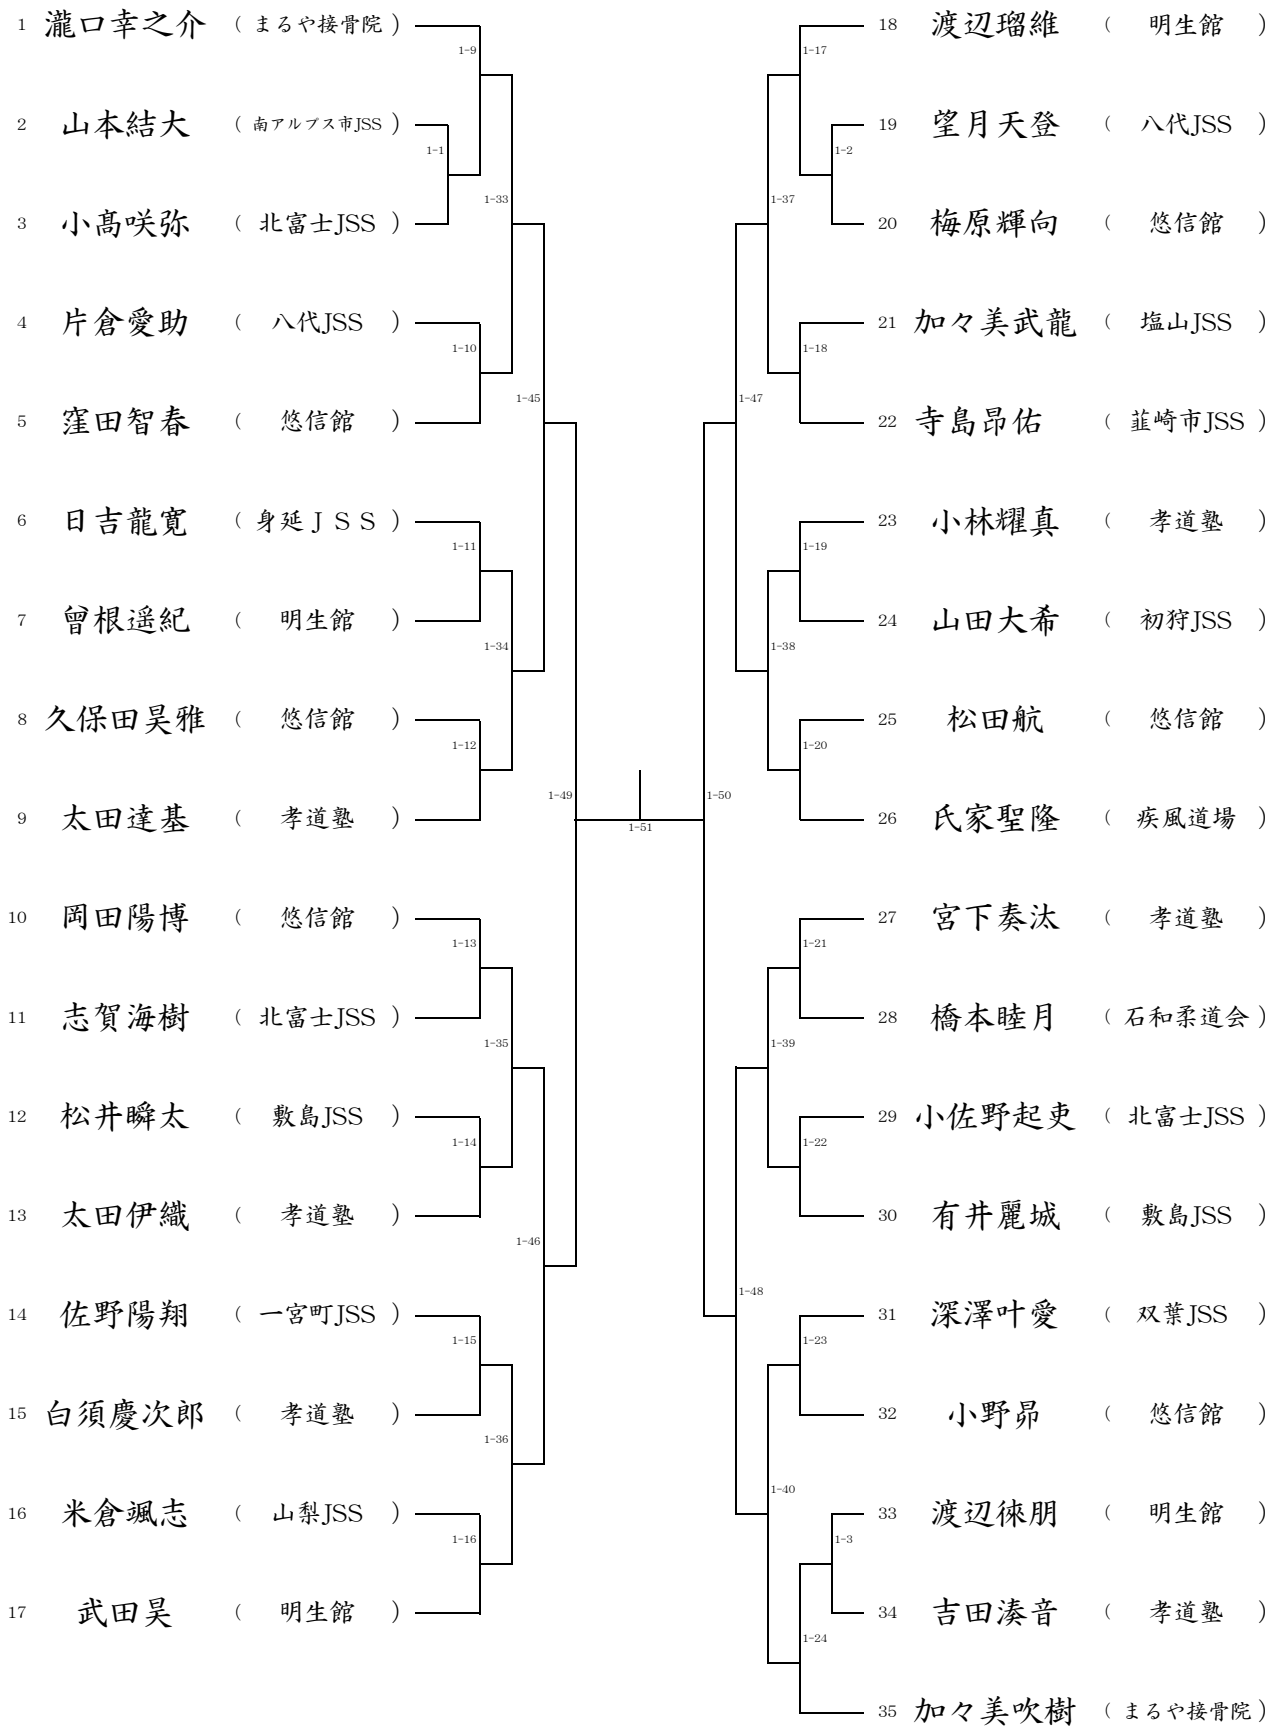 1 瀧口幸之介 （ まるや接骨院 ）
1-9
2 山本結大 （ 南アルプス市JSS ）
1-1
3 小髙咲弥 （ 北富士JSS ）
1-33
4 片倉愛助 （ 八代JSS ）
1-10
5 窪田智春 （ 悠信館 ）
1-45
6 日吉龍寛 （ 身延ＪＳＳ ）
1-11
7 曾根遥紀 （ 明生館 ）
1-34
8 久保田昊雅 （ 悠信館 ）
1-12
9 太田達基 （ 孝道塾 ）
1-49
10 岡田陽博 （ 悠信館 ）
1-13
11 志賀海樹 （ 北富士JSS ）
1-35
12 松井瞬太 （ 敷島JSS ）
1-14
13 太田伊織 （ 孝道塾 ）
1-46
14 佐野陽翔 （ 一宮町JSS ）
1-15
15 白須慶次郎 （ 孝道塾 ）
1-36
16 米倉颯志 （ 山梨JSS ）
1-16
17 武田昊 （ 明生館 ）
1-51
18 渡辺瑠維 （ 明生館 ）
1-17
19 望月天登 （ 八代JSS ）
1-2
20 梅原輝向 （ 悠信館 ）
1-37
21 加々美武龍 （ 塩山JSS ）
1-18
22 寺島昂佑 （ 韮崎市JSS ）
1-47
23 小林耀真 （ 孝道塾 ）
1-19
24 山田大希 （ 初狩JSS ）
1-38
25 松田航 （ 悠信館 ）
1-20
26 氏家聖隆 （ 疾風道場 ）
1-50
27 宮下奏汰 （ 孝道塾 ）
1-21
28 橋本睦月 （ 石和柔道会 ）
1-39
29 小佐野起吏 （ 北富士JSS ）
1-22
30 有井麗城 （ 敷島JSS ）
1-48
31 深澤叶愛 （ 双葉JSS ）
1-23
32 小野昴 （ 悠信館 ）
1-40
33 渡辺徠朋 （ 明生館 ）
1-3
34 吉田湊音 （ 孝道塾 ）
1-24
35 加々美吹樹 （ まるや接骨院 ）